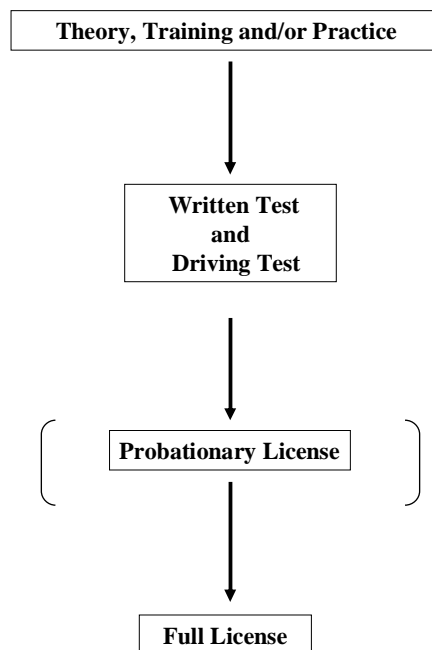 Theory, Training and/or Practice
Written Test
and
Driving Test
Probationary License
Full License